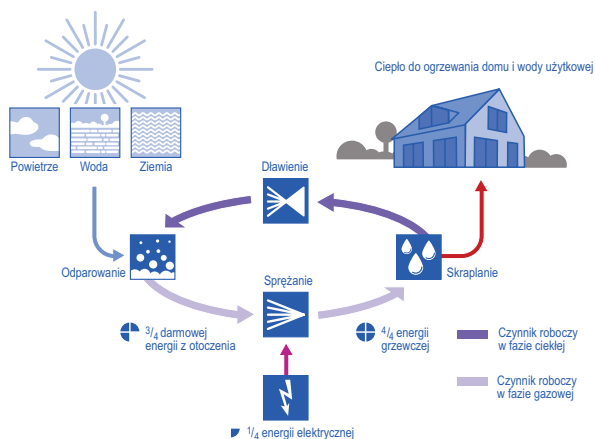 Ciepło do ogrzewania domu i wody użytkowej
Powietrze
Woda
Ziemia
Dławienie
Odparowanie
Sprężanie
Skraplanie
3/4 darmowej
energii z otoczenia
4/4 energii
grzewczej
Czynnik roboczy
w fazie ciekłej
Czynnik roboczy
w fazie gazowej
1/4 energii elektrycznej